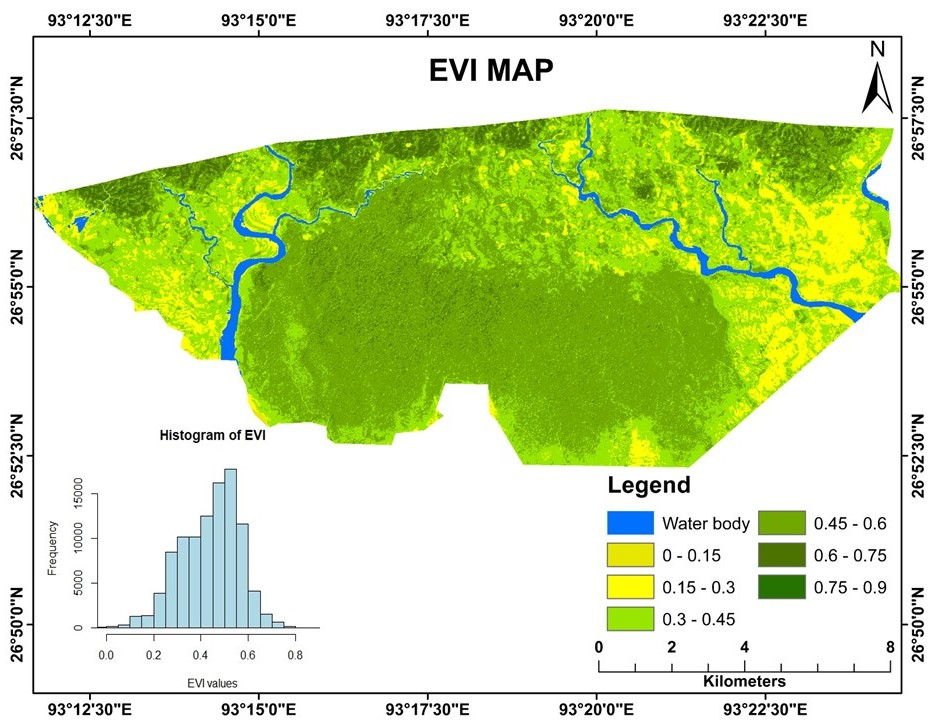 93°12'30"E 93°15'0"E 93°17'30"E 93°20'0"E 93°22'30"E
EVI MAP
N
26°57'30"N 26°57'30"N
26°55'0"N 26°55'0"N
26°52'30"N 26°52'30"N
26°50'0"N 26°50'0"N
Histogram of EVI
Frequency
15000
10000
5000
0
0.0 0.2 0.4 0.6 0.8
EVI values
Legend
Water body
0 - 0.15
0.15 - 0.3
0.3 - 0.45
0.45 - 0.6
0.6 - 0.75
0.75 - 0.9
0 2 4 8
Kilometers
93°12'30"E 93°15'0"E 93°17'30"E 93°20'0"E 93°22'30"E